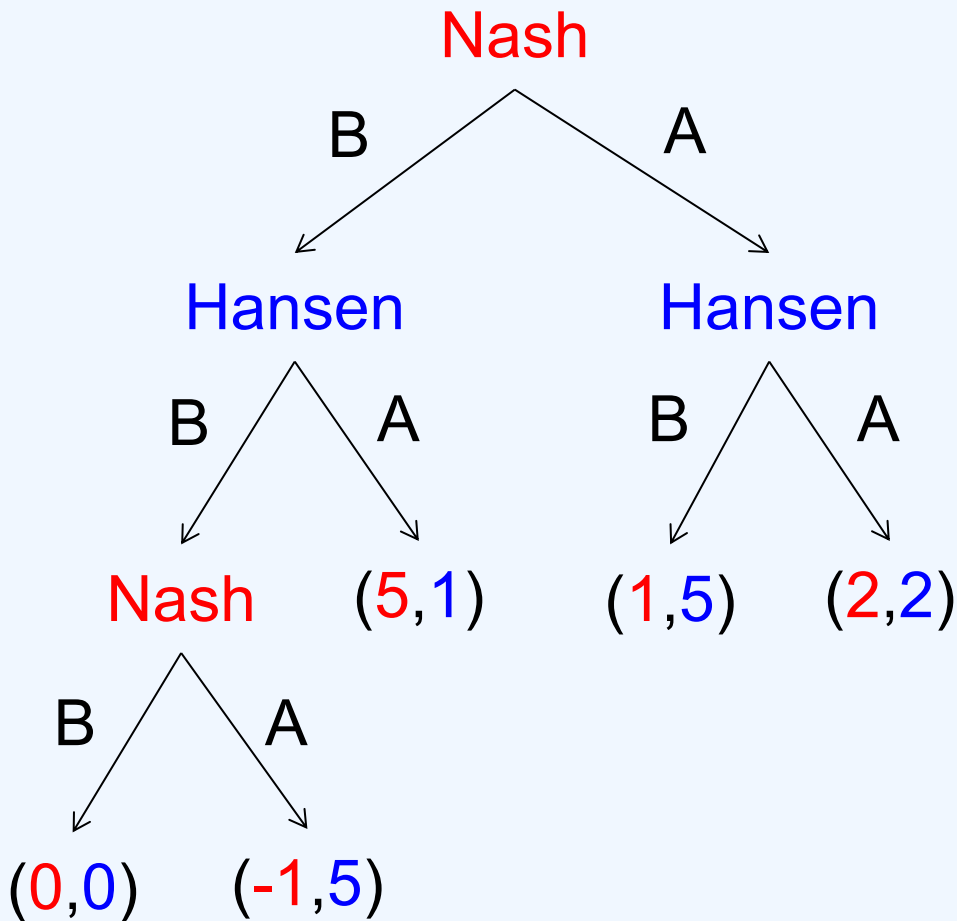 Nash
B A
Hansen Hansen
B A B A
Nash (5,1) (1,5) (2,2)
B A
(0,0) (-1,5)